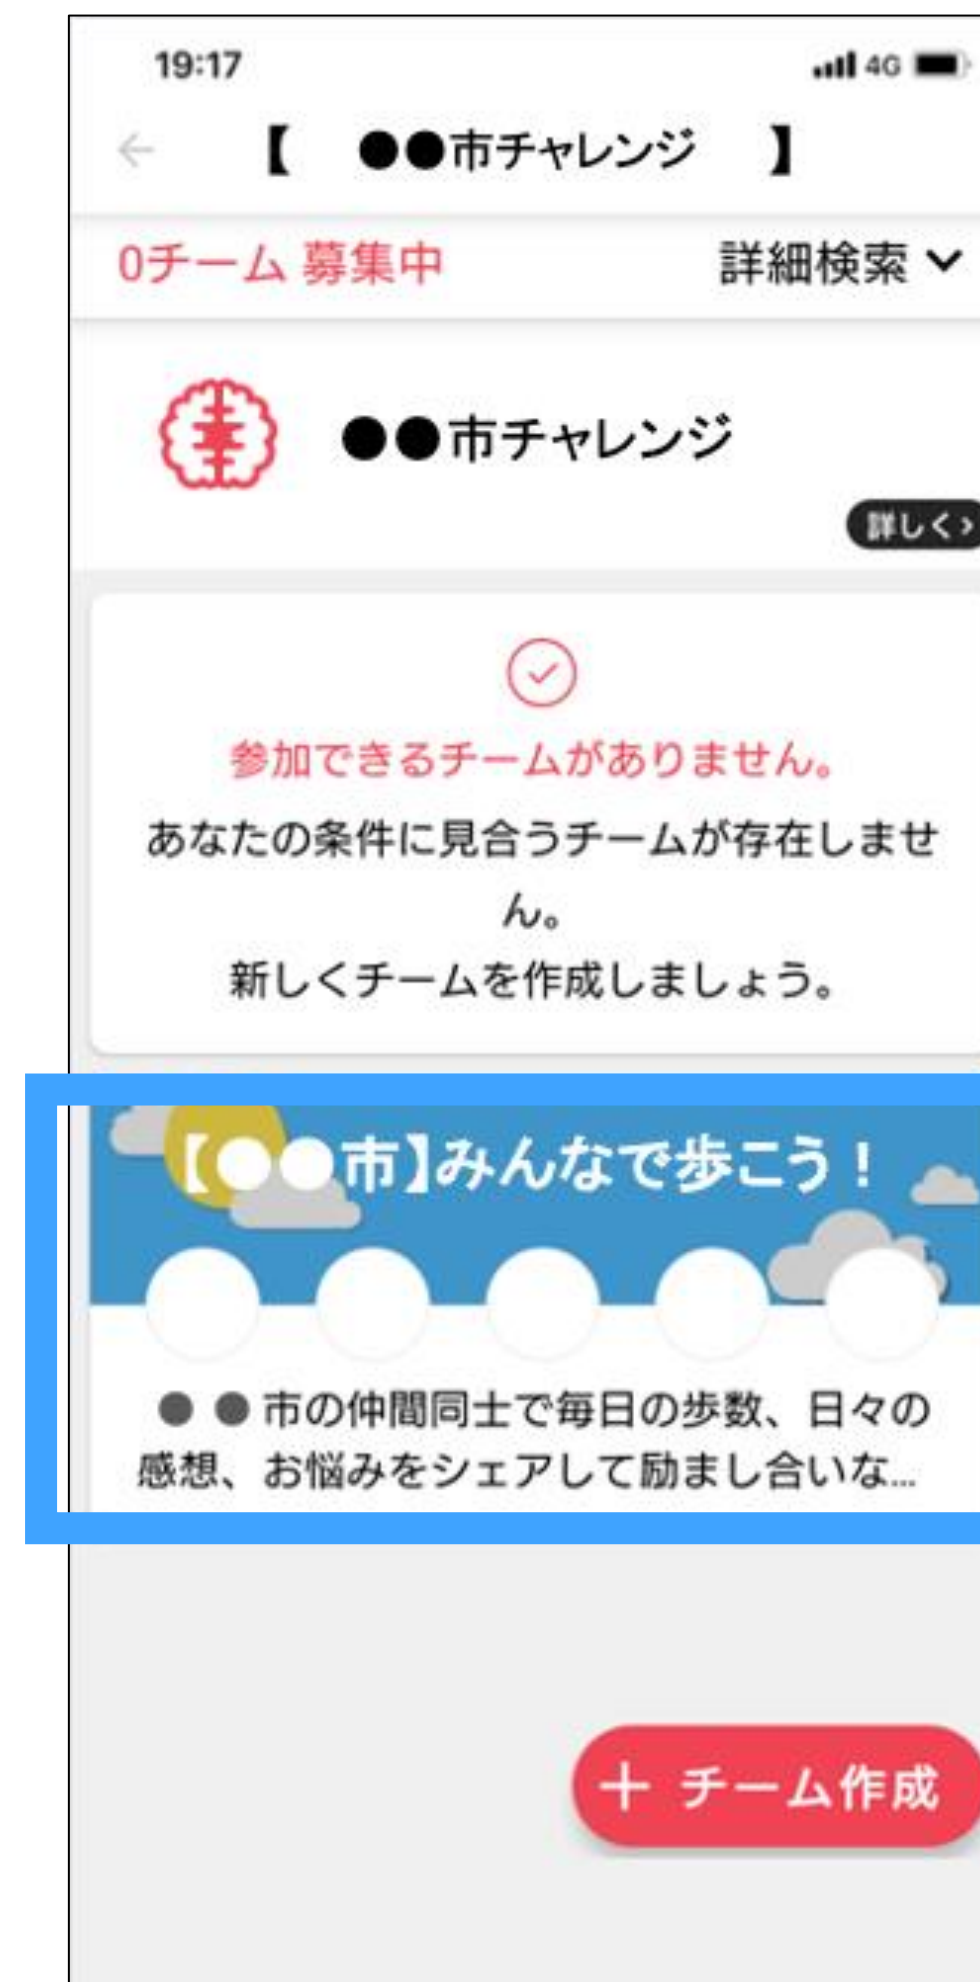 19:17 4G
【 ●●市チャレンジ 】
0チーム 募集中 詳細検索
●●市チャレンジ
詳しく
参加できるチームがありません。
あなたの条件に見合うチームが存在しませ
ん。
新しくチームを作成しましょう。
【●●市】みんなで歩こう！
●●市の仲間同士で毎日の歩数、日々の
感想、お悩みをシェアして励まし合いな...
＋ チーム作成